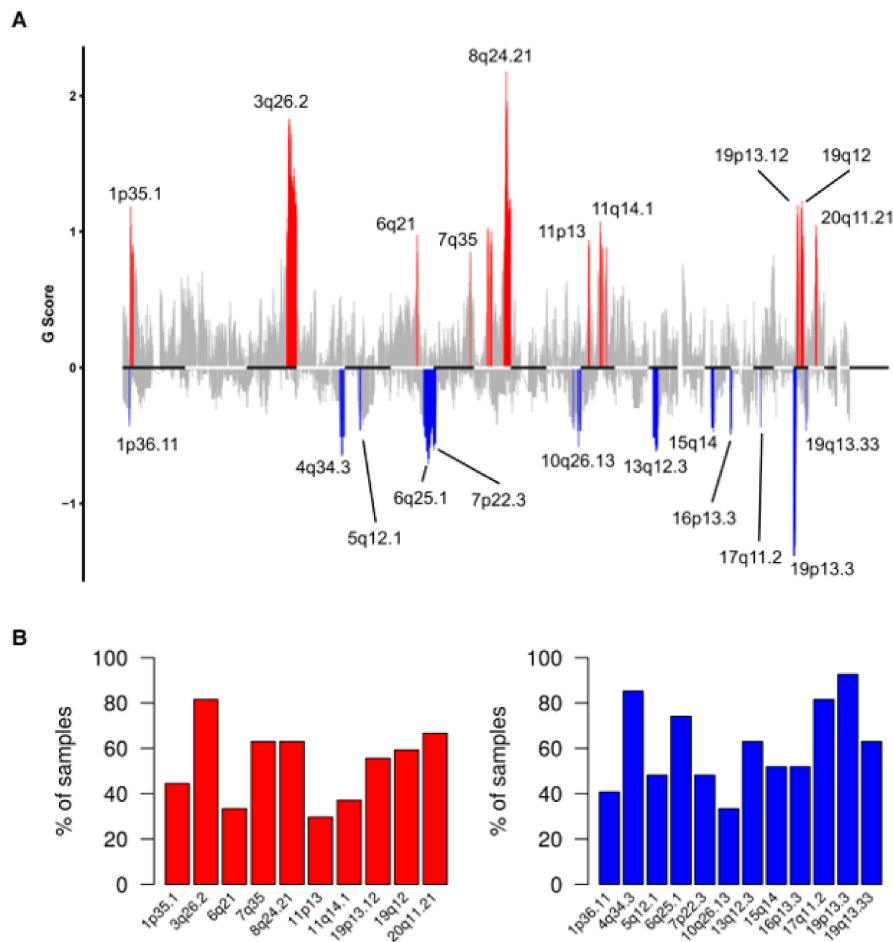 A
8q24.21
2
3q26.2
19p13.12
19q12
1p35.1
11q14.1
6q21
20q11.21
7q35
11p13
1
G Score
0
1p36.11
15q14
19q13.33
4q34.3
10q26.13
13q12.3
6q25.1
7p22.3
−1
16p13.3
5q12.1
17q11.2
19p13.3
B
% of samples
100
80
60
40
20
0
1p35.1
3q26.2
6q21
7q35
8q24.21
11p13
11q14.1
19p13.12
19q12
20q11.21
% of samples
100
80
60
40
20
0
1p36.11
4q34.3
5q12.1
6q25.1
7p22.3
10q26.13
13q12.3
15q14
16p13.3
17q11.2
19p13.3
19q13.33